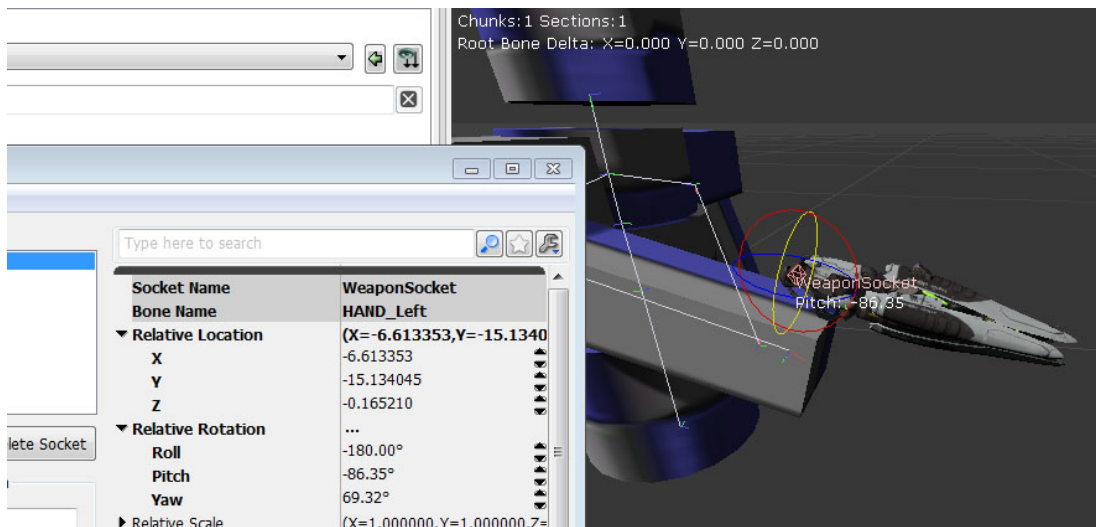 Chunks:1 Sections:1
Root Bone Delta: X=0.000 Y=0.000 Z=0.000
Type here to search
Socket Name WeaponSocket
Bone Name HAND_Left
Relative Location (X=-6.613353,Y=-15.1340
X -6.613353
Y -15.134045
Z -0.165210
Relative Rotation ...
Roll -180.00°
Pitch -86.35°
Yaw 69.32°
Relative Scale (X=1.000000,Y=1.000000,Z=
lete Socket
WeaponSocket
Pitch: -86.35